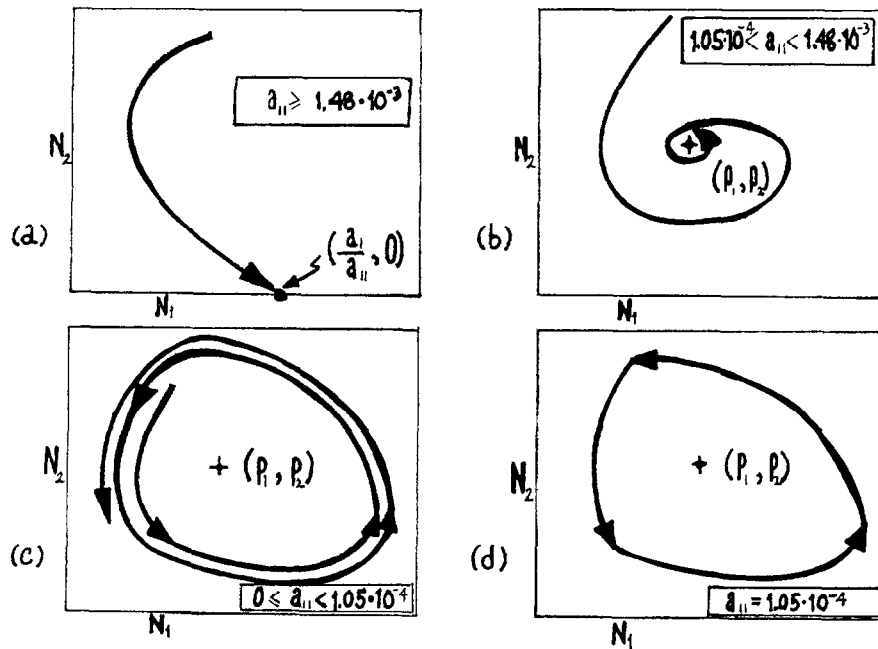 (a)
N₂
a₁₁ ⩾ 1.48·10⁻³
(a₁/a₁₁, 0)
N₁
(b)
N₂
1.05·10⁻⁴ < a₁₁ < 1.48·10⁻³
(P₁, P₂)
N₁
(c)
N₂
+ (P₁, P₂)
0 ⩽ a₁₁ < 1.05·10⁻⁴
N₁
(d)
N₂
+ (P₁, P₂)
a₁₁ = 1.05·10⁻⁴
N₁